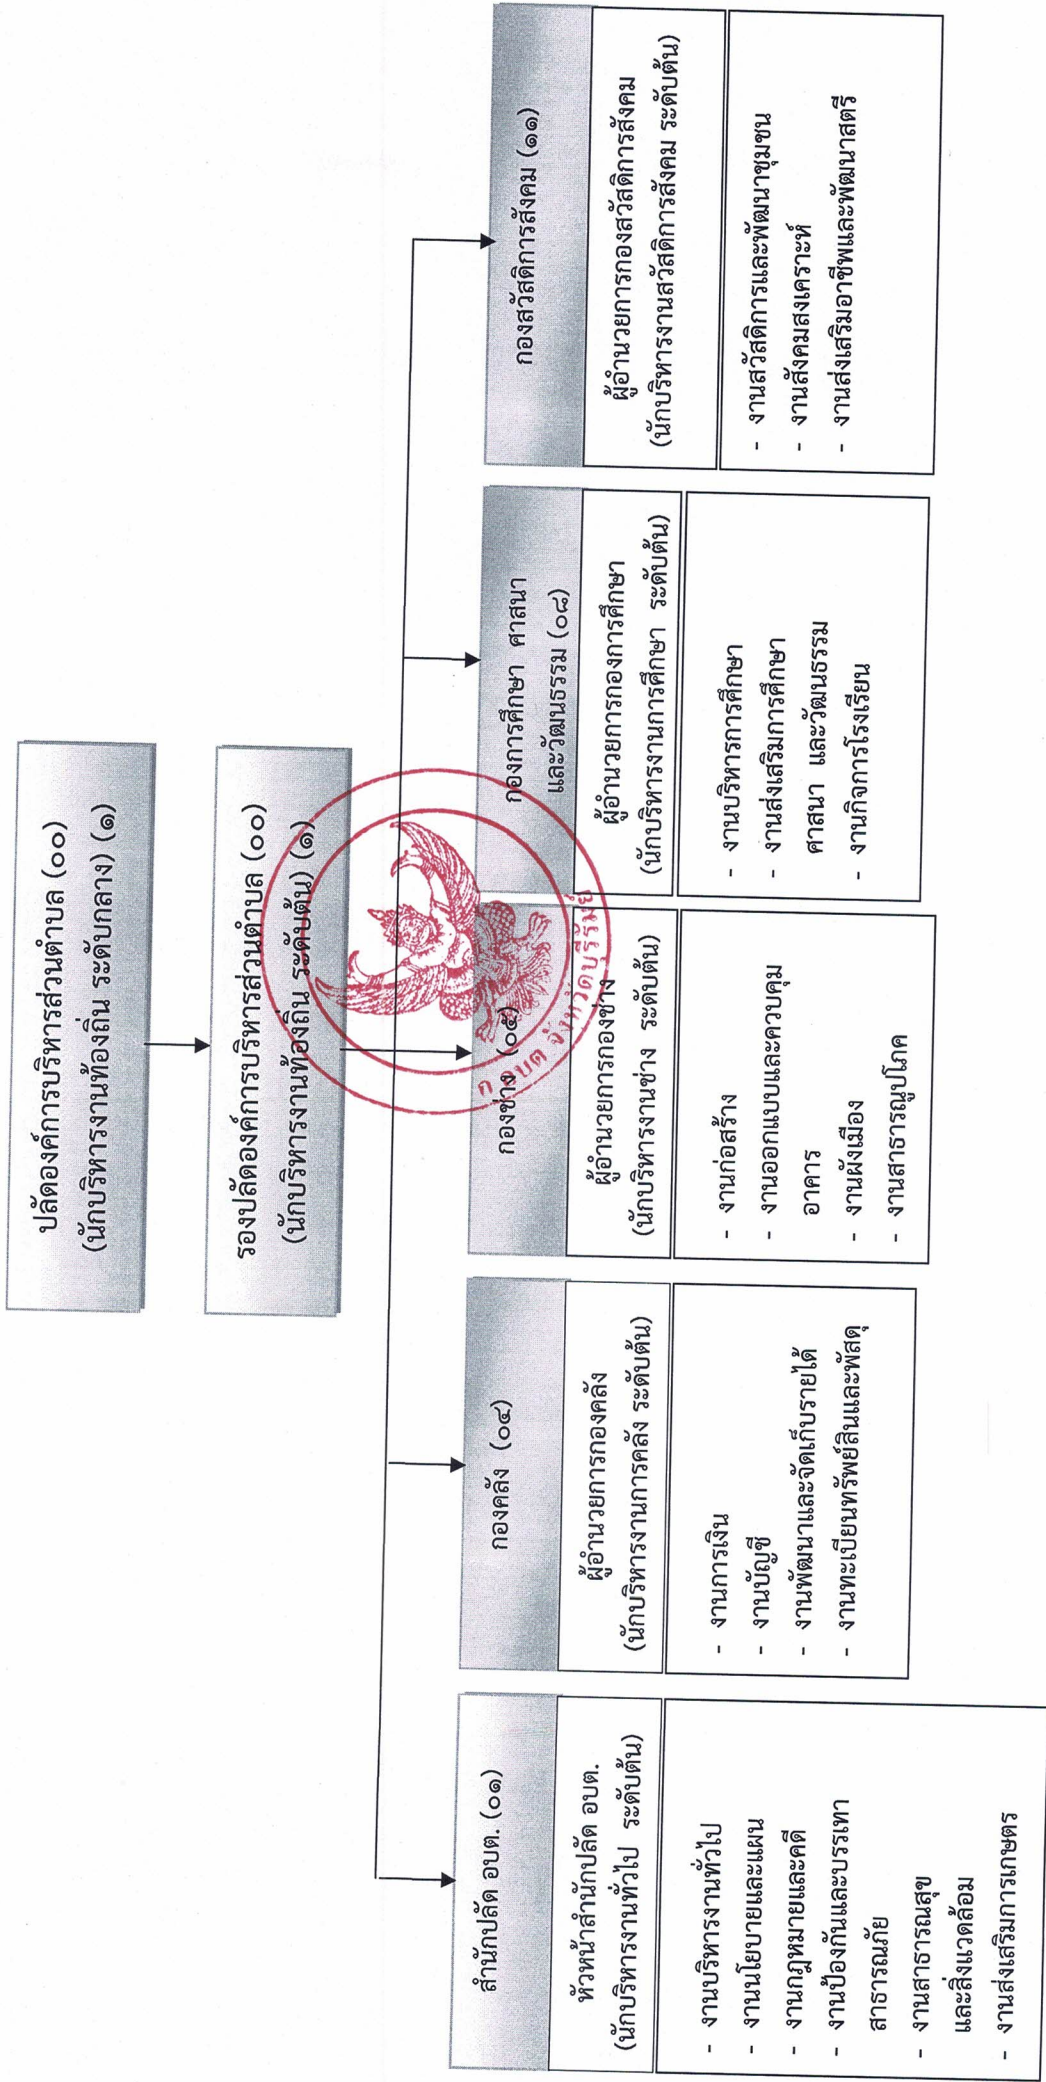 ปลัดองค์การบริหารส่วนตำบล (๐๐)
(นักบริหารงานท้องถิ่น ระดับกลาง) (๑)
รองปลัดองค์การบริหารส่วนตำบล (๐๐)
(นักบริหารงานท้องถิ่น ระดับต้น) (๑)
สำนักปลัด อบต. (๐๑)
หัวหน้าสำนักปลัด อบต.
(นักบริหารงานทั่วไป ระดับต้น)
- งานบริหารงานทั่วไป
- งานนโยบายและแผน
- งานกฎหมายและคดี
- งานป้องกันและบรรเทา
สาธารณภัย
- งานสาธารณสุข
และสิ่งแวดล้อม
- งานส่งเสริมการเกษตร
กองคลัง (๐๔)
ผู้อำนวยการกองคลัง
(นักบริหารงานการคลัง ระดับต้น)
- งานการเงิน
- งานบัญชี
- งานพัฒนาและจัดเก็บรายได้
- งานทะเบียนทรัพย์สินและพัสดุ
กองช่าง (๐๕)
ผู้อำนวยการกองช่าง
(นักบริหารงานช่าง ระดับต้น)
- งานก่อสร้าง
- งานออกแบบและควบคุม
อาคาร
- งานผังเมือง
- งานสาธารณูปโภค
กองการศึกษา ศาสนา
และวัฒนธรรม (๐๘)
ผู้อำนวยการกองการศึกษา
(นักบริหารงานการศึกษา ระดับต้น)
- งานบริหารการศึกษา
- งานส่งเสริมการศึกษา
ศาสนา และวัฒนธรรม
- งานกิจการโรงเรียน
กองสวัสดิการสังคม (๑๑)
ผู้อำนวยการกองสวัสดิการสังคม
(นักบริหารงานสวัสดิการสังคม ระดับต้น)
- งานสวัสดิการและพัฒนาชุมชน
- งานสังคมสงเคราะห์
- งานส่งเสริมอาชีพและพัฒนาสตรี
ก อบต จังหวัดบุรีรัมย์